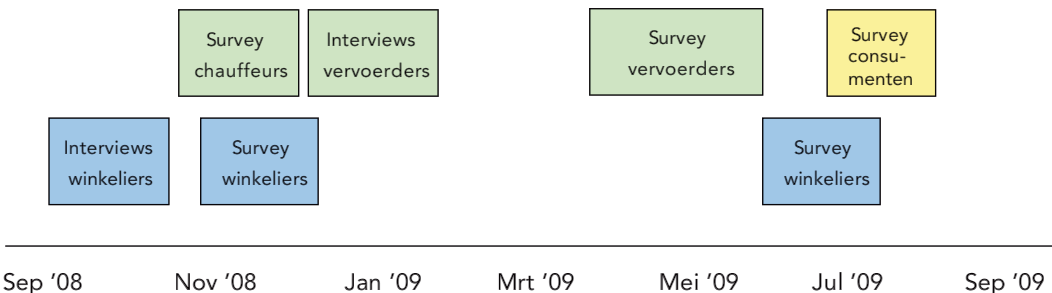 Survey
chauffeurs
Interviews
vervoerders
Survey
vervoerders
Survey
consu-
menten
Interviews
winkeliers
Survey
winkeliers
Survey
winkeliers
Sep ’08
Nov ’08
Jan ’09
Mrt ’09
Mei ’09
Jul ’09
Sep ’09